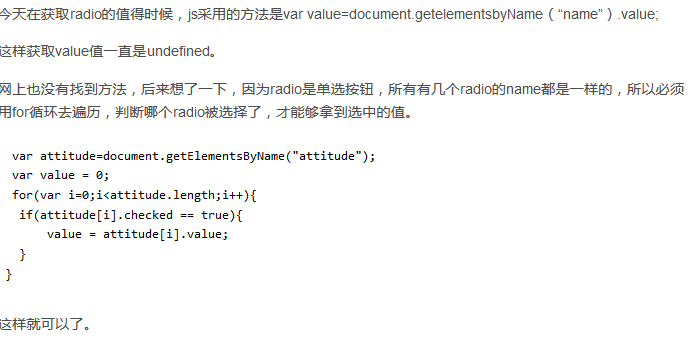 今天在获取radio的值得时候，js采用的方法是var value=document.getelementsbyName（“name”）.value;
这样获取value值一直是undefined。
网上也没有找到方法，后来想了一下，因为radio是单选按钮，所有有几个radio的name都是一样的，所以必须
用for循环去遍历，判断哪个radio被选择了，才能够拿到选中的值。
var attitude=document.getElementsByName("attitude");
var value = 0;
for(var i=0;i<attitude.length;i++){
if(attitude[i].checked == true){
value = attitude[i].value;
}
}
这样就可以了。